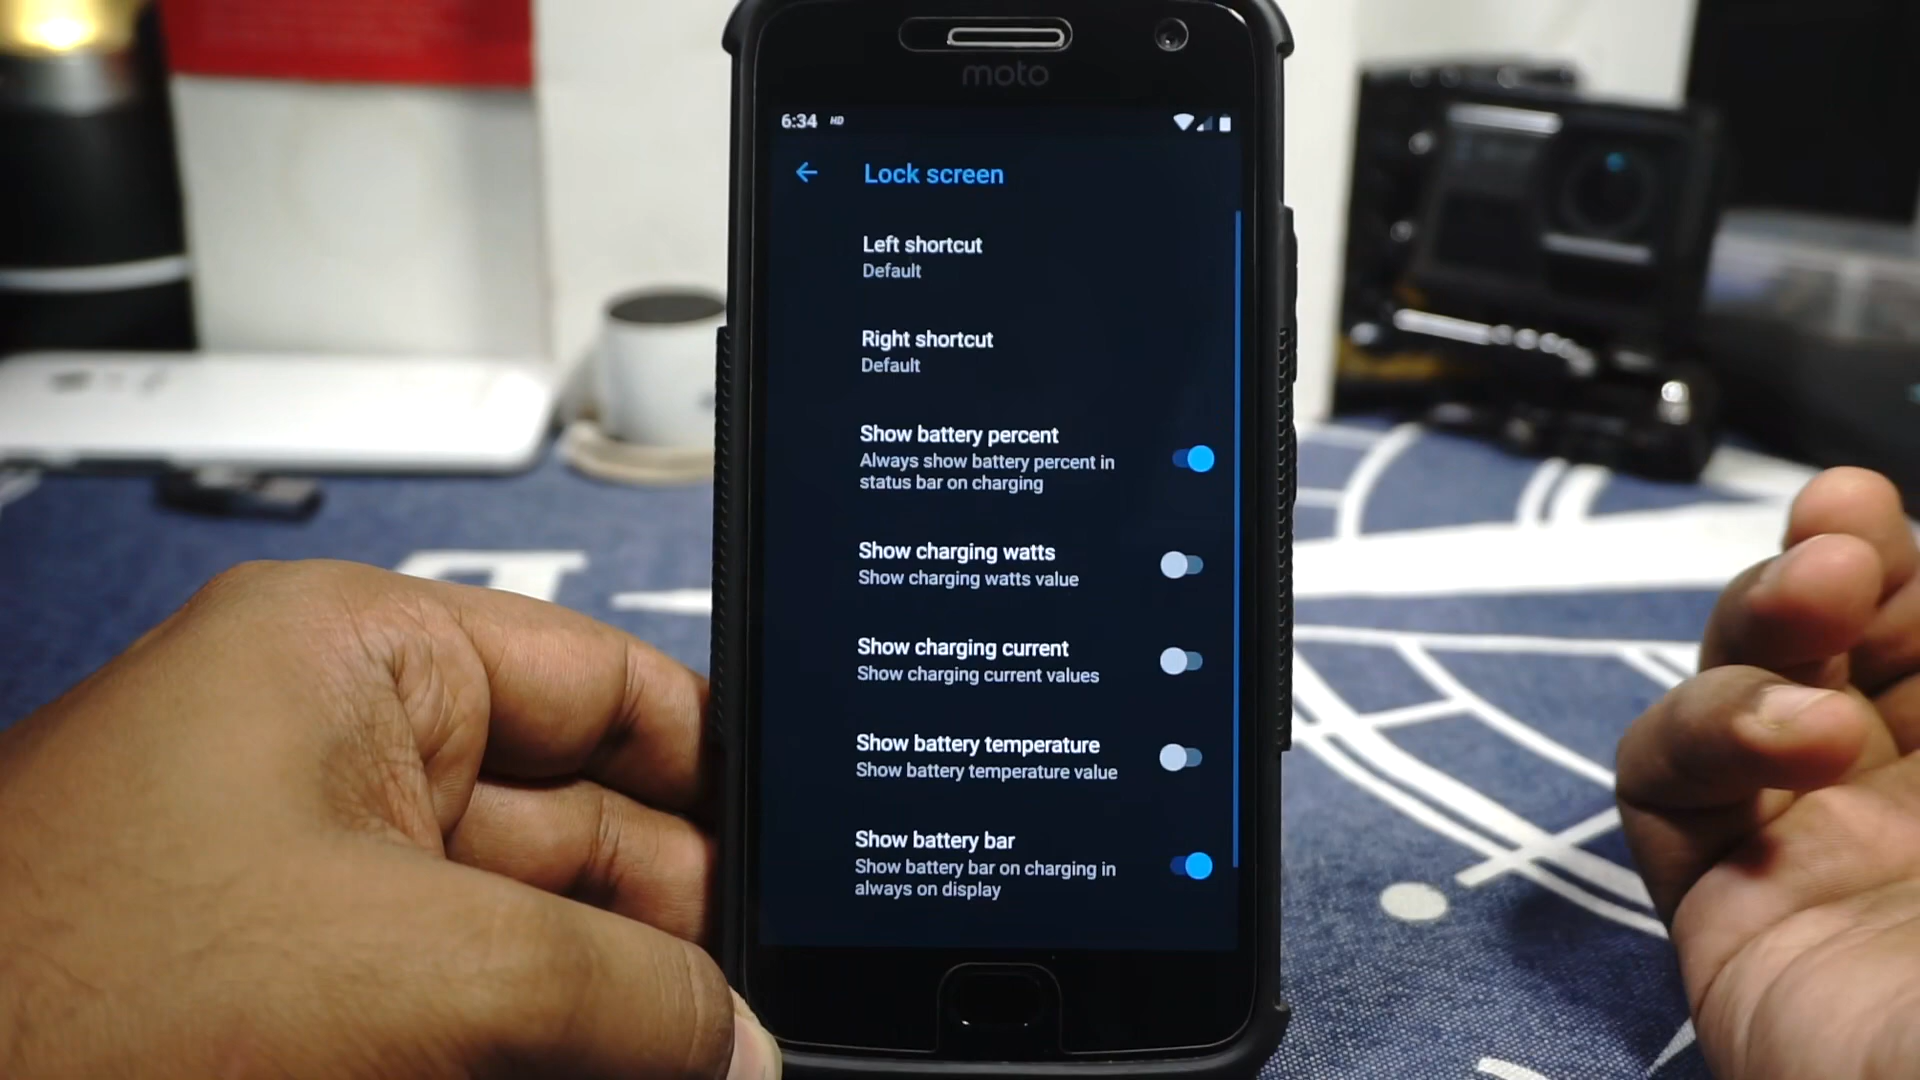 moto
6:34 HD
Lock screen
Left shortcut
Default
Right shortcut
Default
Show battery percent
Always show battery percent in
status bar on charging
Show charging watts
Show charging watts value
Show charging current
Show charging current values
Show battery temperature
Show battery temperature value
Show battery bar
Show battery bar on charging in
always on display